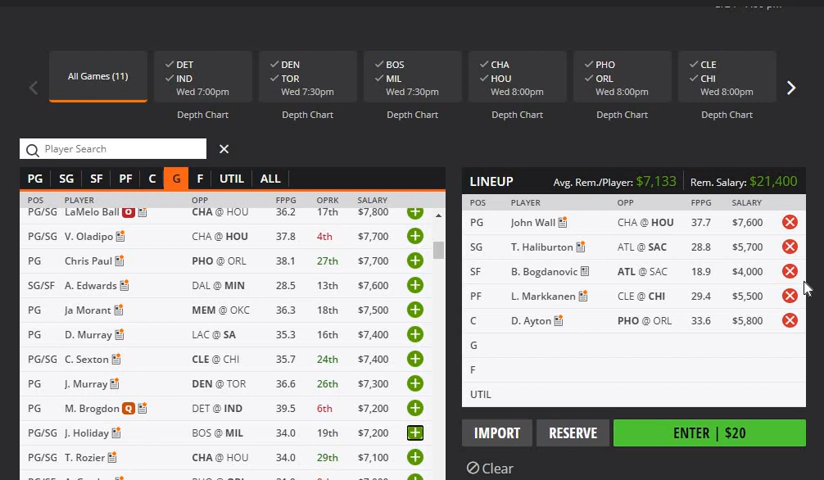 All Games (11)
DET
IND
Wed 7:00pm
Depth Chart
DEN
TOR
Wed 7:30pm
Depth Chart
BOS
MIL
Wed 7:30pm
Depth Chart
CHA
HOU
Wed 8:00pm
Depth Chart
PHO
ORL
Wed 8:00pm
Depth Chart
CLE
CHI
Wed 8:00pm
Depth Chart
Player Search
PG SG SF PF C G F UTIL ALL
POS PLAYER OPP FPPG OPRK SALARY
PG/SG LaMelo Ball O CHA @ HOU 36.2 17th $7,800
PG/SG V. Oladipo CHA @ HOU 37.8 4th $7,700
PG Chris Paul PHO @ ORL 38.1 27th $7,700
SG/SF A. Edwards DAL @ MIN 28.5 13th $7,600
PG Ja Morant MEM @ OKC 36.3 18th $7,500
PG D. Murray LAC @ SA 35.3 16th $7,400
PG/SG C. Sexton CLE @ CHI 35.7 24th $7,400
PG J. Murray DEN @ TOR 36.6 26th $7,300
PG M. Brogdon Q DET @ IND 39.5 6th $7,200
PG/SG J. Holiday BOS @ MIL 34.0 19th $7,200
PG/SG T. Rozier CHA @ HOU 34.0 29th $7,100
LINEUP Avg. Rem./Player: $7,133 Rem. Salary: $21,400
POS PLAYER OPP FPPG SALARY
PG John Wall CHA @ HOU 37.7 $7,600
SG T. Haliburton ATL @ SAC 28.8 $5,700
SF B. Bogdanovic ATL @ SAC 18.9 $4,000
PF L. Markkanen CLE @ CHI 29.4 $5,500
C D. Ayton PHO @ ORL 33.6 $5,800
G
F
UTIL
IMPORT RESERVE ENTER | $20
Clear